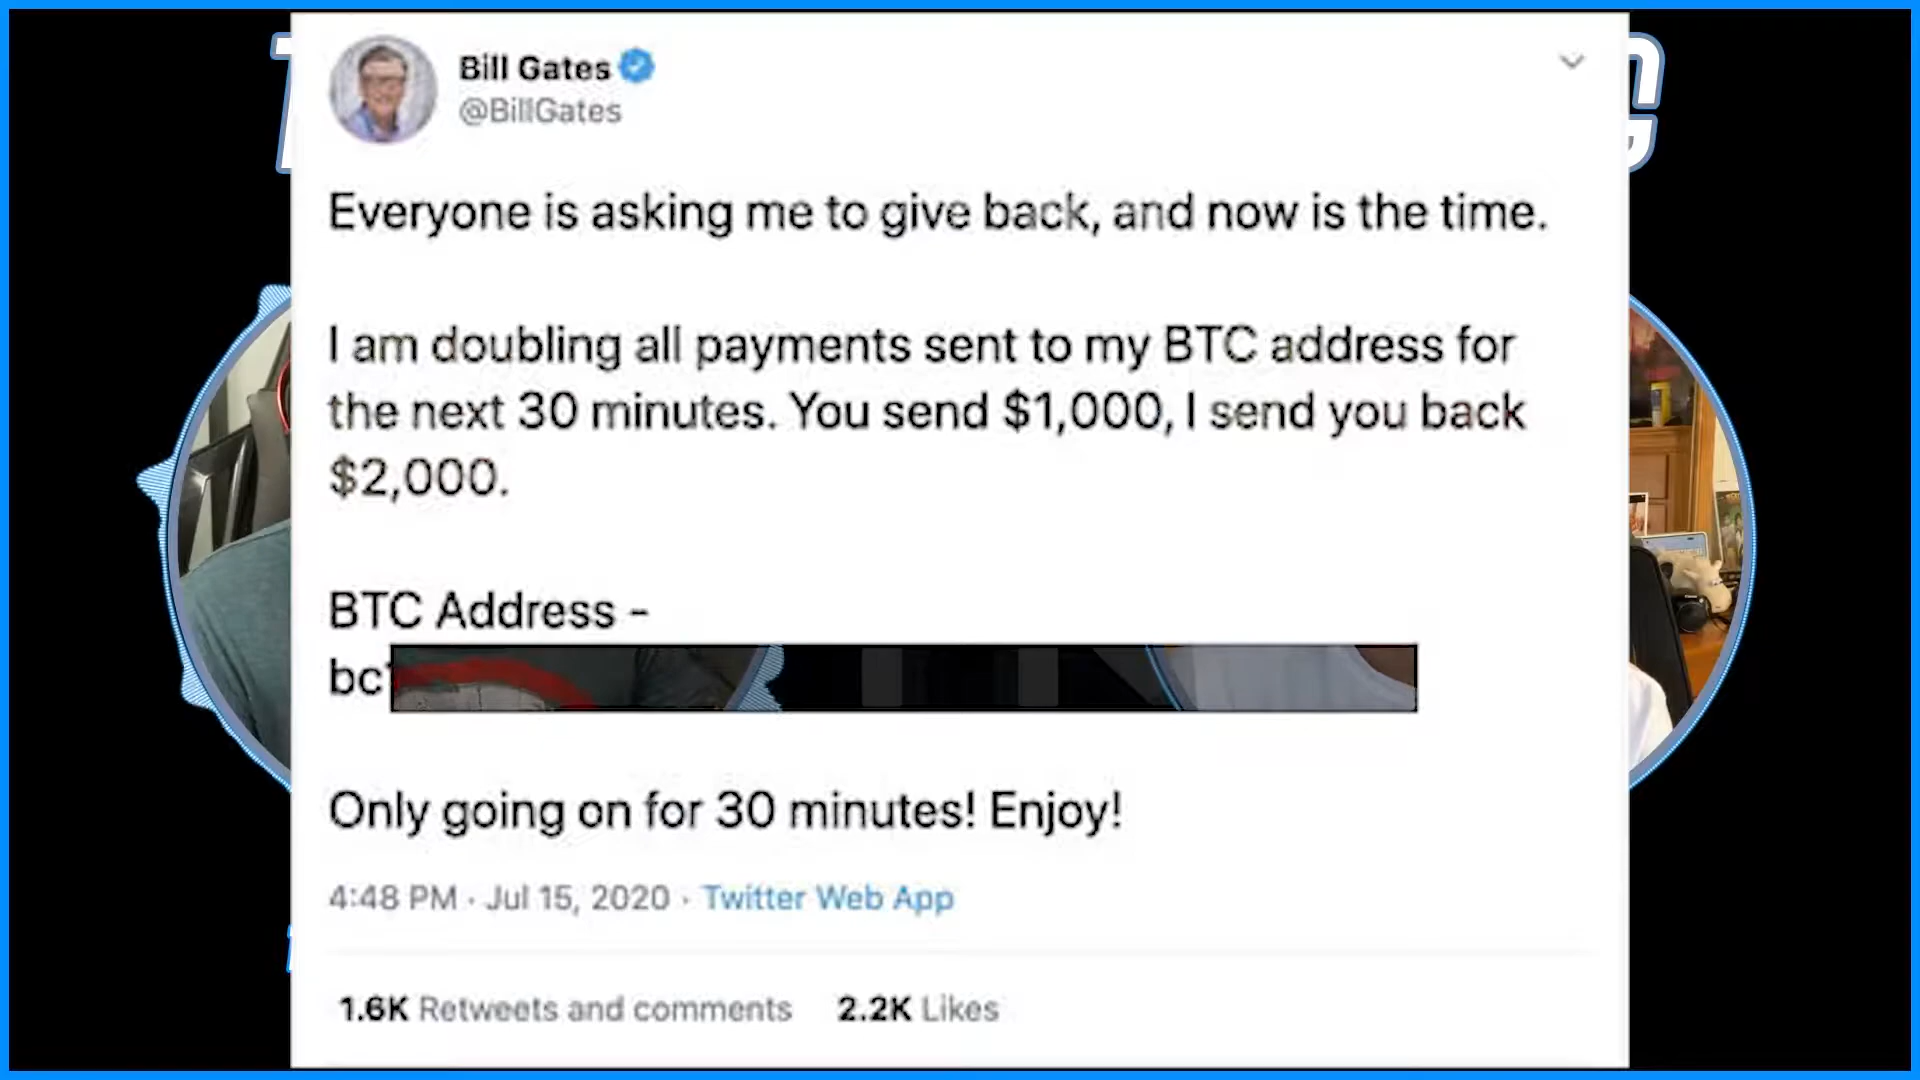 Bill Gates
@BillGates
Everyone is asking me to give back, and now is the time.
I am doubling all payments sent to my BTC address for
the next 30 minutes. You send $1,000, I send you back
$2,000.
BTC Address -
bc1
Only going on for 30 minutes! Enjoy!
4:48 PM · Jul 15, 2020 · Twitter Web App
1.6K Retweets and comments 2.2K Likes